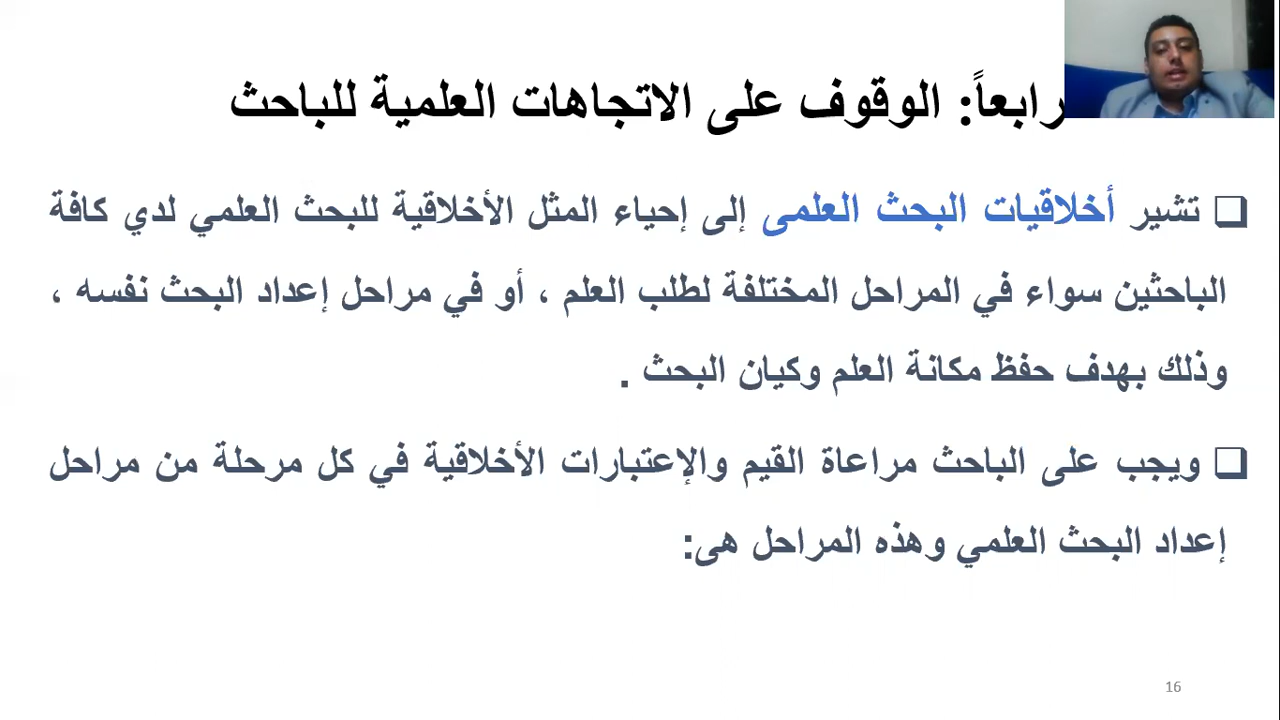 رابعاً: الوقوف على الاتجاهات العلمية للباحث
❑ تشير أخلاقيات البحث العلمى إلى إحياء المثل الأخلاقية للبحث العلمي لدي كافة
الباحثين سواء في المراحل المختلفة لطلب العلم ، أو في مراحل إعداد البحث نفسه ،
وذلك بهدف حفظ مكانة العلم وكيان البحث .
❑ ويجب على الباحث مراعاة القيم والإعتبارات الأخلاقية في كل مرحلة من مراحل
إعداد البحث العلمي وهذه المراحل هى:
16